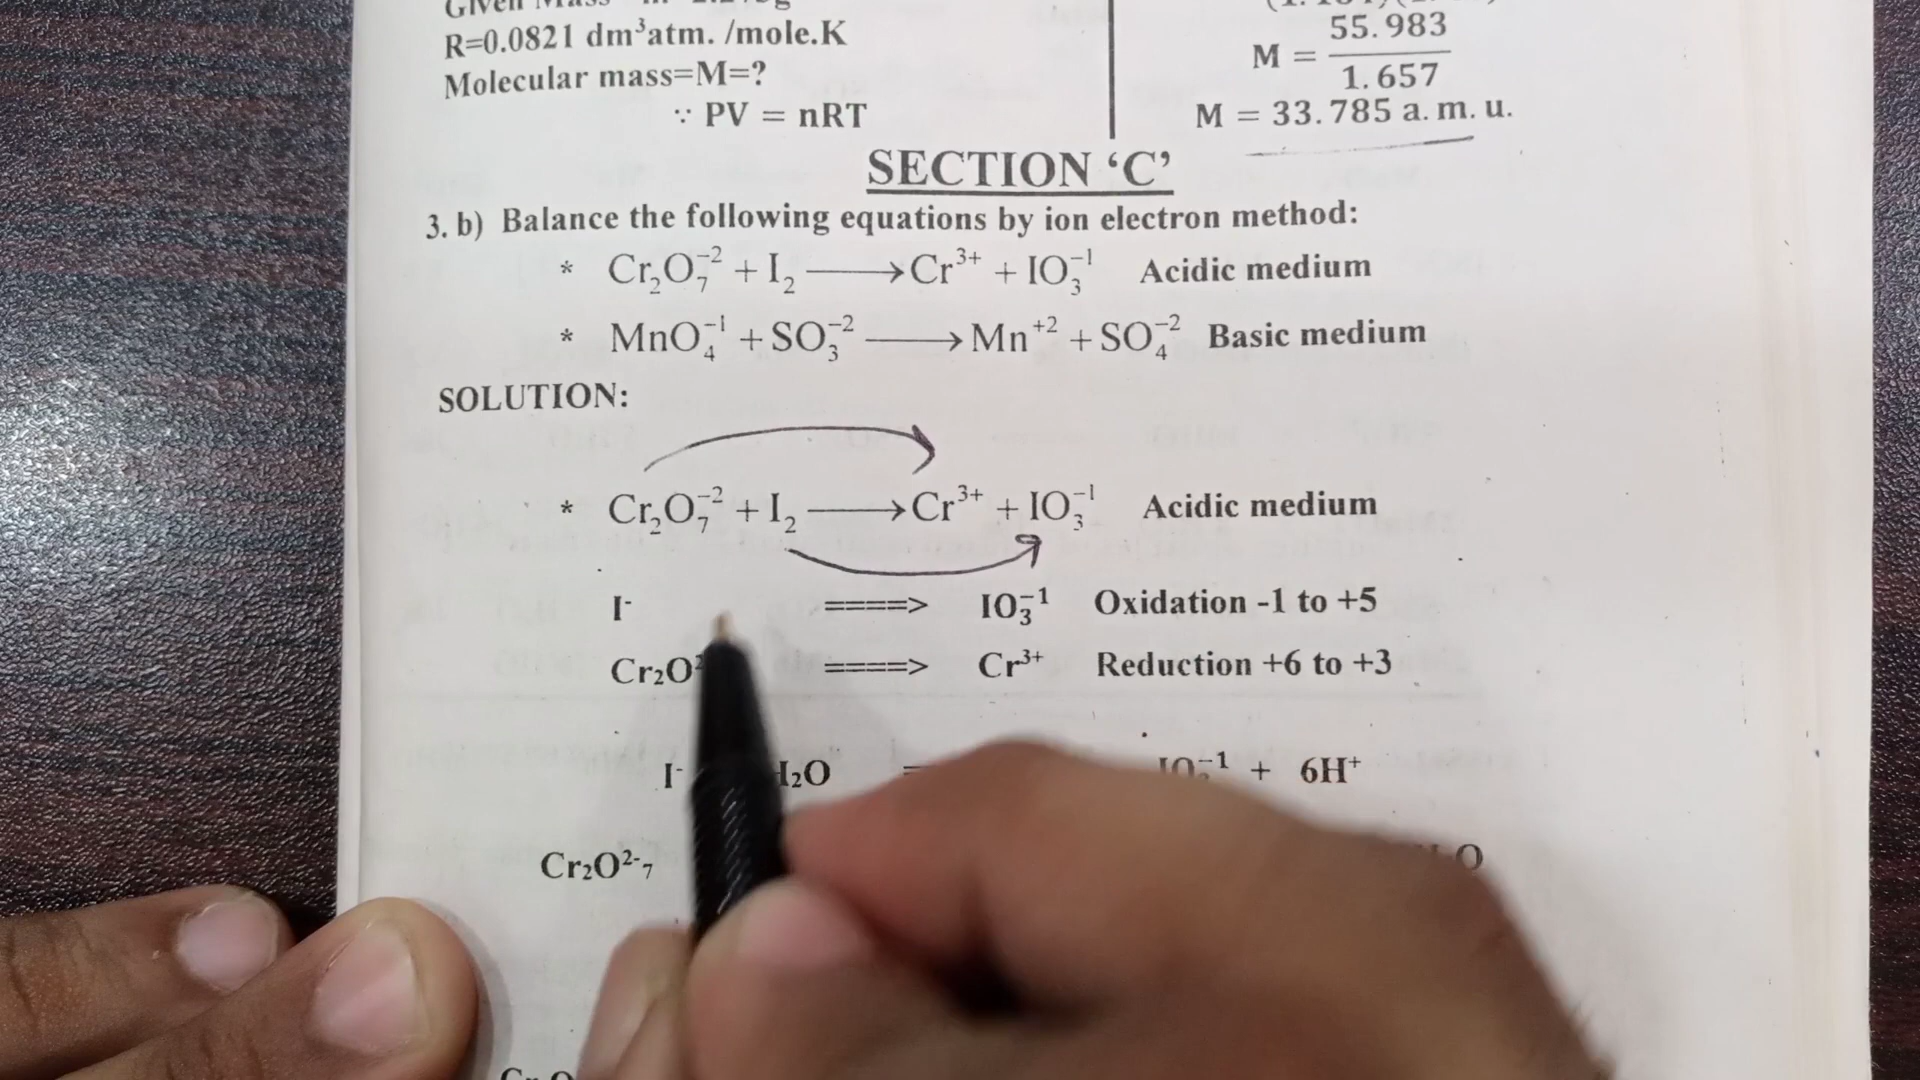 R=0.0821 dm³atm. /mole.K
Molecular mass=M=?
∵ PV = nRT
M = 55.983 / 1.657
M = 33.785 a. m. u.
SECTION ‘C’
3. b) Balance the following equations by ion electron method:
* Cr₂O₇⁻² + I₂ ⟶ Cr³⁺ + IO₃⁻¹ Acidic medium
* MnO₄⁻¹ + SO₃⁻² ⟶ Mn⁺² + SO₄⁻² Basic medium
SOLUTION:
* Cr₂O₇⁻² + I₂ ⟶ Cr³⁺ + IO₃⁻¹ Acidic medium
I⁻ ====> IO₃⁻¹ Oxidation -1 to +5
Cr₂O ====> Cr³⁺ Reduction +6 to +3
I⁻ H₂O + 6H⁺
Cr₂O²⁻₇